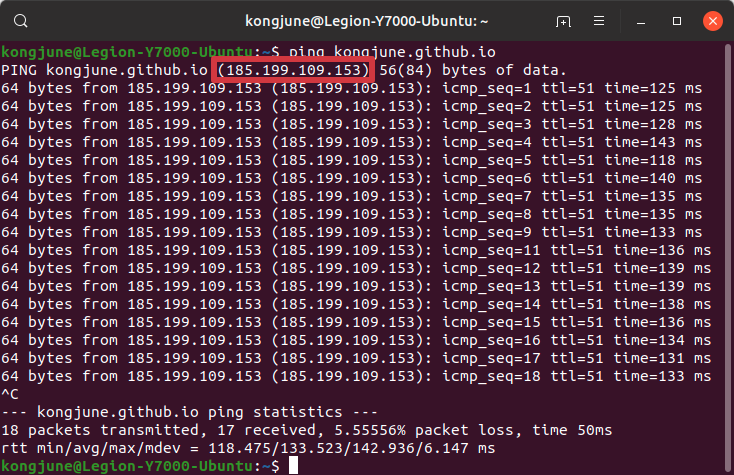 kongjune@Legion-Y7000-Ubuntu: ~
kongjune@Legion-Y7000-Ubuntu:~$ ping kongjune.github.io
PING kongjune.github.io (185.199.109.153) 56(84) bytes of data.
64 bytes from 185.199.109.153 (185.199.109.153): icmp_seq=1 ttl=51 time=125 ms
64 bytes from 185.199.109.153 (185.199.109.153): icmp_seq=2 ttl=51 time=125 ms
64 bytes from 185.199.109.153 (185.199.109.153): icmp_seq=3 ttl=51 time=128 ms
64 bytes from 185.199.109.153 (185.199.109.153): icmp_seq=4 ttl=51 time=143 ms
64 bytes from 185.199.109.153 (185.199.109.153): icmp_seq=5 ttl=51 time=118 ms
64 bytes from 185.199.109.153 (185.199.109.153): icmp_seq=6 ttl=51 time=140 ms
64 bytes from 185.199.109.153 (185.199.109.153): icmp_seq=7 ttl=51 time=135 ms
64 bytes from 185.199.109.153 (185.199.109.153): icmp_seq=8 ttl=51 time=135 ms
64 bytes from 185.199.109.153 (185.199.109.153): icmp_seq=9 ttl=51 time=133 ms
64 bytes from 185.199.109.153 (185.199.109.153): icmp_seq=11 ttl=51 time=136 ms
64 bytes from 185.199.109.153 (185.199.109.153): icmp_seq=12 ttl=51 time=139 ms
64 bytes from 185.199.109.153 (185.199.109.153): icmp_seq=13 ttl=51 time=139 ms
64 bytes from 185.199.109.153 (185.199.109.153): icmp_seq=14 ttl=51 time=138 ms
64 bytes from 185.199.109.153 (185.199.109.153): icmp_seq=15 ttl=51 time=136 ms
64 bytes from 185.199.109.153 (185.199.109.153): icmp_seq=16 ttl=51 time=134 ms
64 bytes from 185.199.109.153 (185.199.109.153): icmp_seq=17 ttl=51 time=131 ms
64 bytes from 185.199.109.153 (185.199.109.153): icmp_seq=18 ttl=51 time=133 ms
^C
--- kongjune.github.io ping statistics ---
18 packets transmitted, 17 received, 5.55556% packet loss, time 50ms
rtt min/avg/max/mdev = 118.475/133.523/142.936/6.147 ms
kongjune@Legion-Y7000-Ubuntu:~$